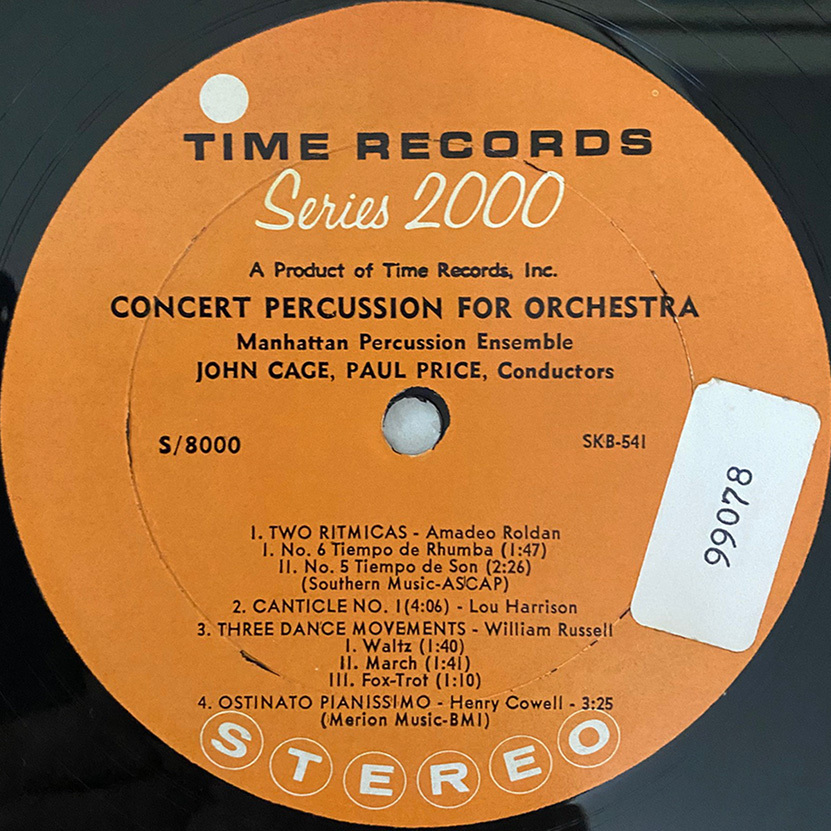 TIME RECORDS
Series 2000
A Product of Time Records, Inc.
CONCERT PERCUSSION FOR ORCHESTRA
Manhattan Percussion Ensemble
JOHN CAGE, PAUL PRICE, Conductors
S/8000
SKB-541
99078
I. TWO RITMICAS - Amadeo Roldan
I. No. 6 Tiempo de Rhumba (1:47)
II. No. 5 Tiempo de Son (2:26)
(Southern Music-ASCAP)
2. CANTICLE NO. 1(4:06) - Lou Harrison
3. THREE DANCE MOVEMENTS - William Russell
I. Waltz (1:40)
II. March (1:41)
III. Fox-Trot (1:10)
4. OSTINATO PIANISSIMO - Henry Cowell - 3:25
(Merion Music-BMI)
STEREO